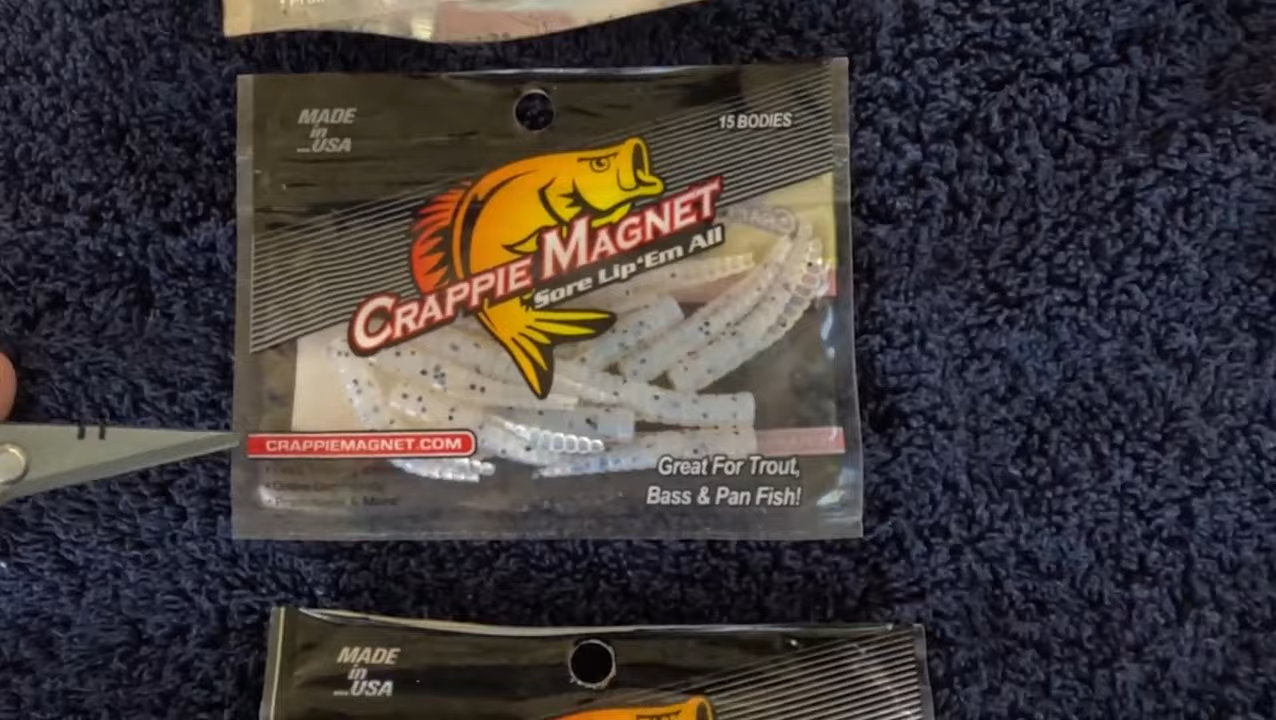 MADE
in
...USA
15 BODIES
CRAPPIE MAGNET
Sore Lip 'Em All
CRAPPIEMAGNET.COM
Great For Trout,
Bass & Pan Fish!
MADE
in
...USA